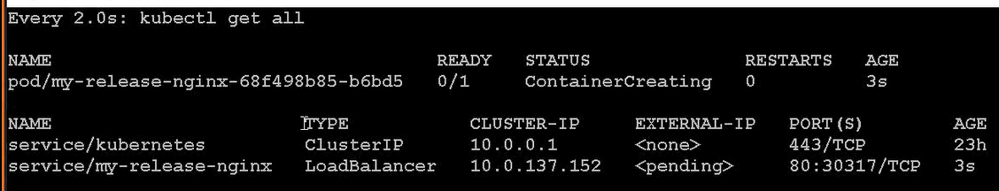 Every 2.0s: kubectl get all
NAME READY STATUS RESTARTS AGE
pod/my-release-nginx-68f498b85-b6bd5 0/1 ContainerCreating 0 3s
NAME TYPE CLUSTER-IP EXTERNAL-IP PORT(S) AGE
service/kubernetes ClusterIP 10.0.0.1 <none> 443/TCP 23h
service/my-release-nginx LoadBalancer 10.0.137.152 <pending> 80:30317/TCP 3s